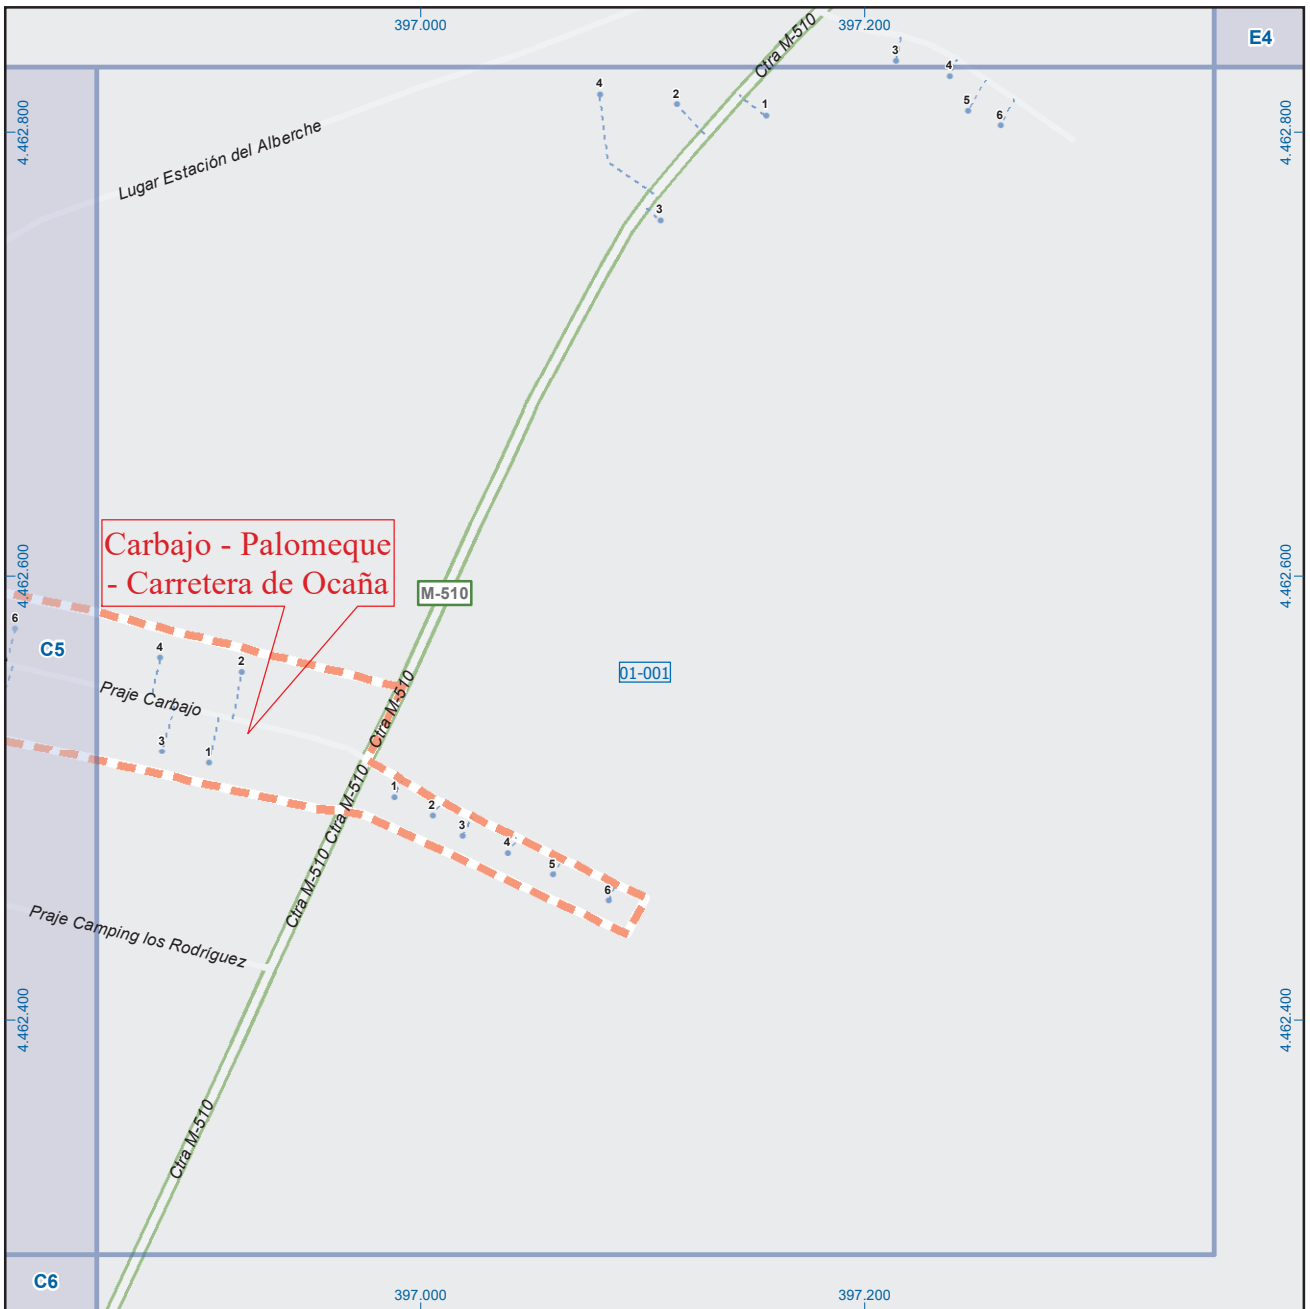 397.000
397.200
E4
Ctra M-510
3
4
5
6
4
2
1
3
4.462.800
4.462.800
Lugar Estación del Alberche
Carbajo - Palomeque
- Carretera de Ocaña
4.462.600
4.462.600
M-510
6
C5
4
2
01-001
Praje Carbajo
Ctra M-510
3
1
Ctra M-510
1
2
3
4
5
6
Ctra M-510
Praje Camping los Rodríguez
4.462.400
4.462.400
Ctra M-510
C6
397.000
397.200